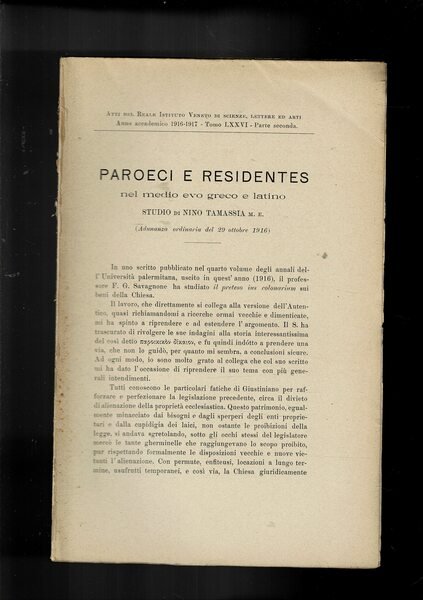 ATTI DEL REALE ISTITUTO VENETO DI SCIENZE, LETTERE ED ARTI
Anno accademico 1916-1917 - Tomo LXXVI - Parte seconda.
PAROECI E RESIDENTES
nel medio evo greco e latino
STUDIO DI NINO TAMASSIA M. E.
(Adunanza ordinaria del 29 ottobre 1916)
In uno scritto pubblicato nel quarto volume degli annali del-
l'Università palermitana, uscito in quest'anno (1916), il profes-
sore F. G. Savagnone ha studiato il preteso ius colonarium sui
beni della Chiesa.
Il lavoro, che direttamente si collega alla versione dell'Auten-
tico, quasi richiamandomi a ricerche ormai vecchie e dimenticate,
mi ha spinto a riprendere e ad estendere l'argomento. Il S. ha
trascurato di rivolgere le sue indagini alla storia interessantissima
del così detto παροικικὸν δίκαιον, e fu quindi indótto a prendere una
via, che non lo guidò, per quanto mi sembra, a conclusioni sicure.
Ad ogni modo, io sono molto grato al collega che col suo scritto
mi ha dato l'occasione di riprendere il suo tema con più gene-
rali intendimenti.
Tutti conoscono le particolari fatiche di Giustiniano per raf-
forzare e perfezionare la legislazione precedente, circa il divieto
di alienazione della proprietà ecclesiastica. Questo patrimonio, egual-
mente minacciato dai bisogni e dagli sperperi degli enti proprie-
tari e dalla cupidigia dei laici, non ostante le proibizioni della
legge, si andava sgretolando, sotto gli occhi stessi del legislatore
mercè le tante gherminelle che raggiungevano lo scopo proibito,
pur rispettando formalmente le disposizioni vecchie e nuove vie-
tanti l'alienazione. Con permute, enfiteusi, locazioni a lungo ter-
mine, usufrutti temporanei, e così via, la Chiesa giuridicamente